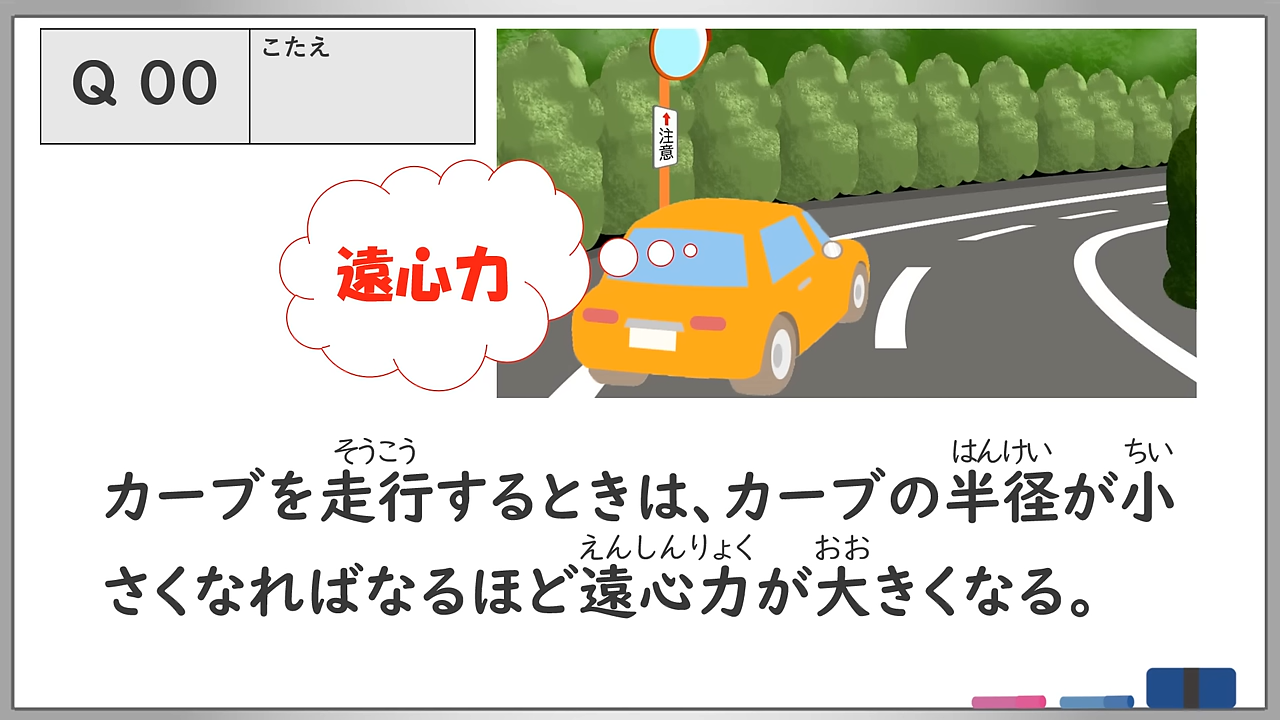 Q 00
こたえ
↑
注意
遠心力
そうこう はんけい ちい
カーブを走行するときは、カーブの半径が小
えんしんりょく おお
さくなればなるほど遠心力が大きくなる。